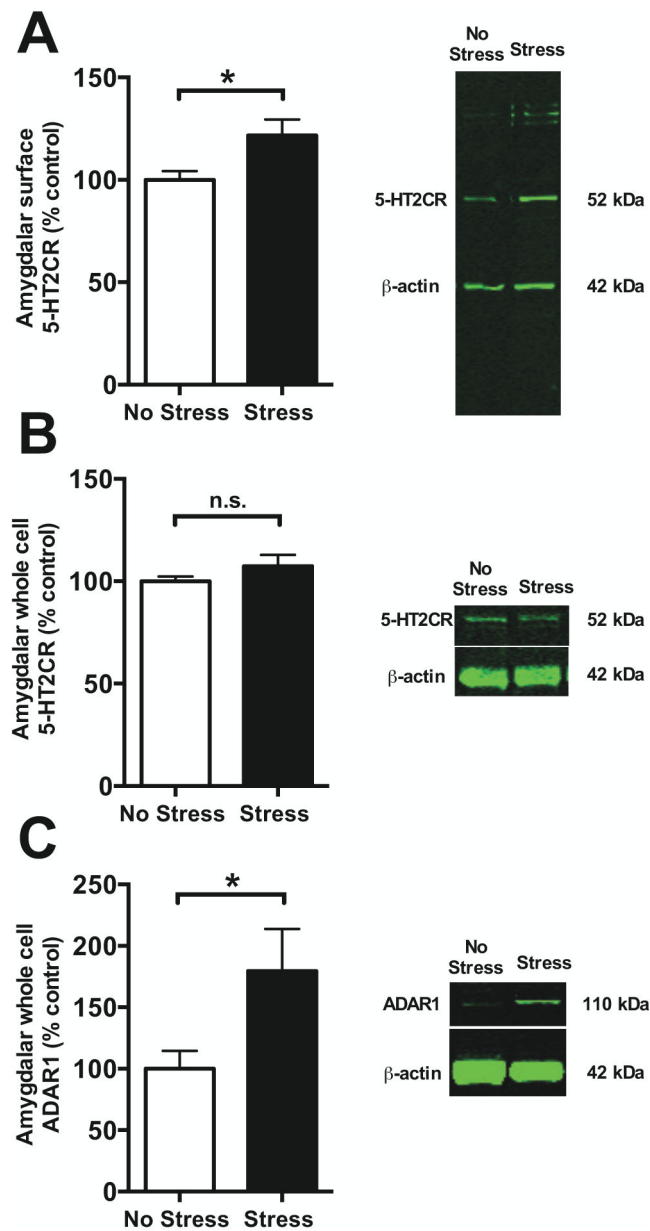 A
Amygdalar surface
5-HT2CR (% control)
150
100
50
0
*
No Stress
Stress
No
Stress
Stress
5-HT2CR
52 kDa
β-actin
42 kDa
B
Amygdalar whole cell
5-HT2CR (% control)
150
100
50
0
n.s.
No Stress
Stress
No
Stress
Stress
5-HT2CR
52 kDa
β-actin
42 kDa
C
Amygdalar whole cell
ADAR1 (% control)
250
200
150
100
50
0
*
No Stress
Stress
No
Stress
Stress
ADAR1
110 kDa
β-actin
42 kDa